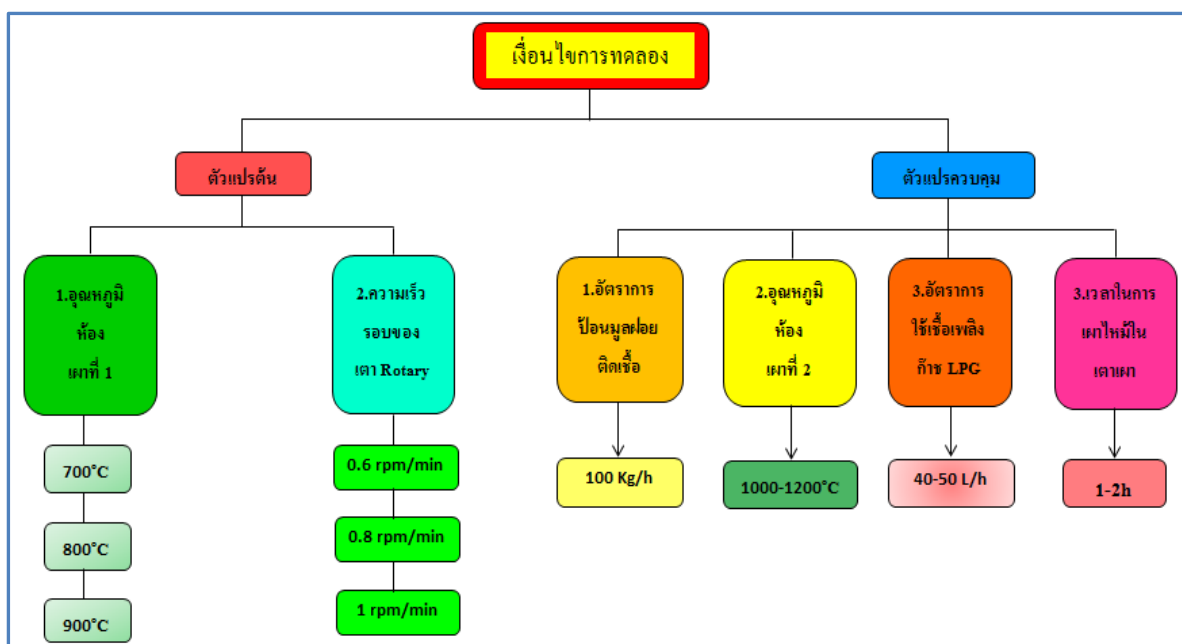 เงื่อนไขการทดลอง
ตัวแปรต้น
ตัวแปรควบคุม
1.อุณหภูมิ
ห้อง
เผาที่ 1
2.ความเร็ว
รอบของ
เตา Rotary
1.อัตราการ
ป้อนมูลฝอย
ติดเชื้อ
2.อุณหภูมิ
ห้อง
เผาที่ 2
3.อัตราการ
ใช้เชื้อเพลิง
ก๊าซ LPG
3.เวลาในการ
เผาไหม้ใน
เตาเผา
700°C
800°C
900°C
0.6 rpm/min
0.8 rpm/min
1 rpm/min
100 Kg/h
1000-1200°C
40-50 L/h
1-2h